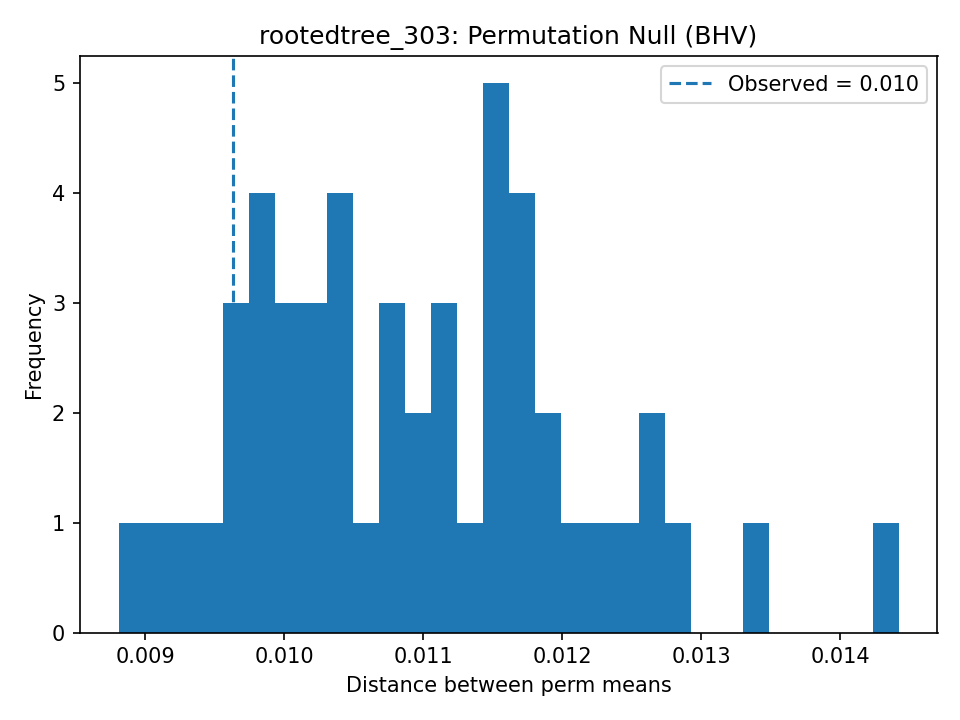 rootedtree_303: Permutation Null (BHV)
Observed = 0.010
5
4
3
2
1
0
Frequency
0.009 0.010 0.011 0.012 0.013 0.014
Distance between perm means